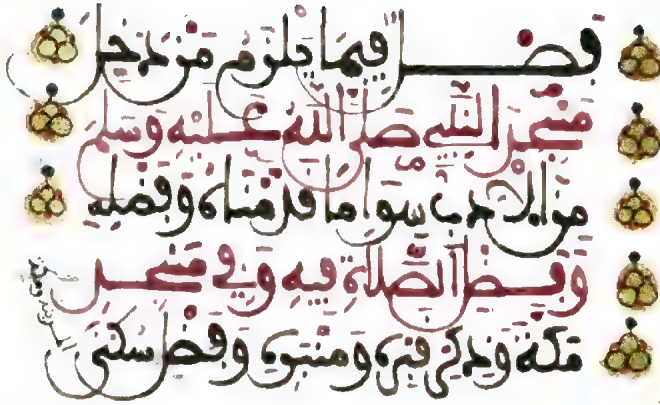 فصل فيما يلزم من دخل
مسجد النبي صلى الله عليه وسلم
من الادب سوا ما قدمناه وفضله
وفضل الصلاة فيه وفي مسجد
مكة وذكر قبره ومنبره وفضل سكنى